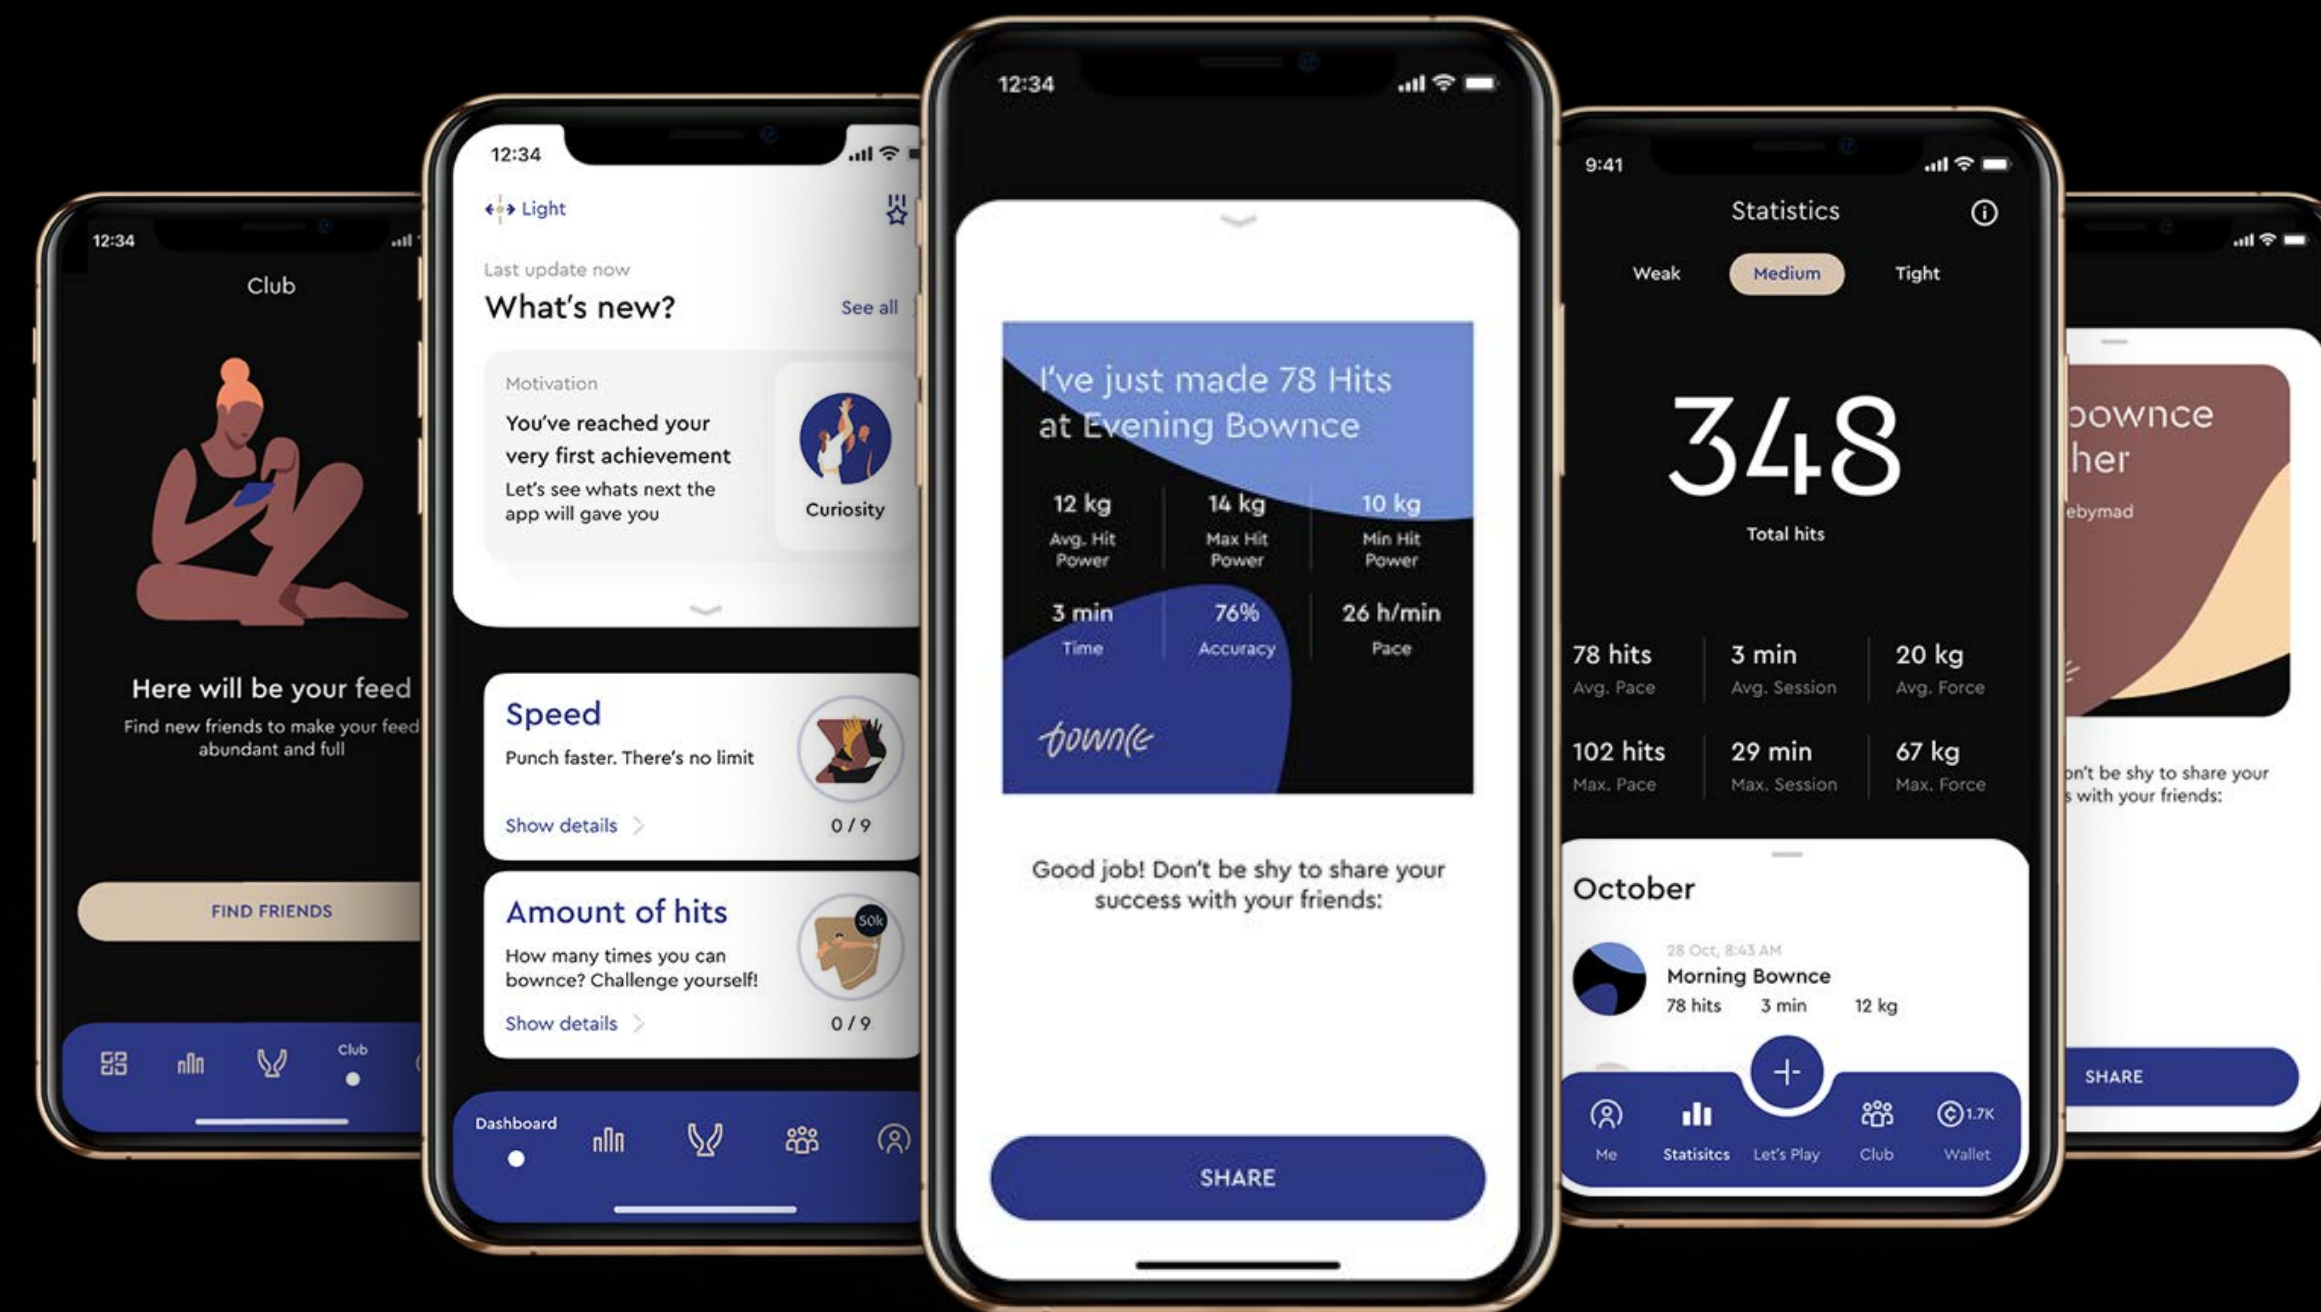 12:34
Club
Here will be your feed
Find new friends to make your feed
abundant and full
FIND FRIENDS
Club
12:34
Light
Last update now
What's new?
See all
Motivation
You've reached your
very first achievement
Let's see whats next the
app will gave you
Curiosity
Speed
Punch faster. There's no limit
Show details
0 / 9
Amount of hits
50k
How many times you can
bownce? Challenge yourself!
Show details
0 / 9
Dashboard
12:34
I've just made 78 Hits
at Evening Bownce
12 kg
14 kg
10 kg
Avg. Hit
Power
Max Hit
Power
Min Hit
Power
3 min
76%
26 h/min
Time
Accuracy
Pace
bownce
Good job! Don't be shy to share your
success with your friends:
SHARE
9:41
Statistics
Weak
Medium
Tight
348
Total hits
78 hits
3 min
20 kg
Avg. Pace
Avg. Session
Avg. Force
102 hits
29 min
67 kg
Max. Pace
Max. Session
Max. Force
October
28 Oct, 8:43 AM
Morning Bownce
78 hits
3 min
12 kg
1.7K
Me
Statisitcs
Let's Play
Club
Wallet
ownce
her
ebymad
n't be shy to share your
s with your friends:
SHARE